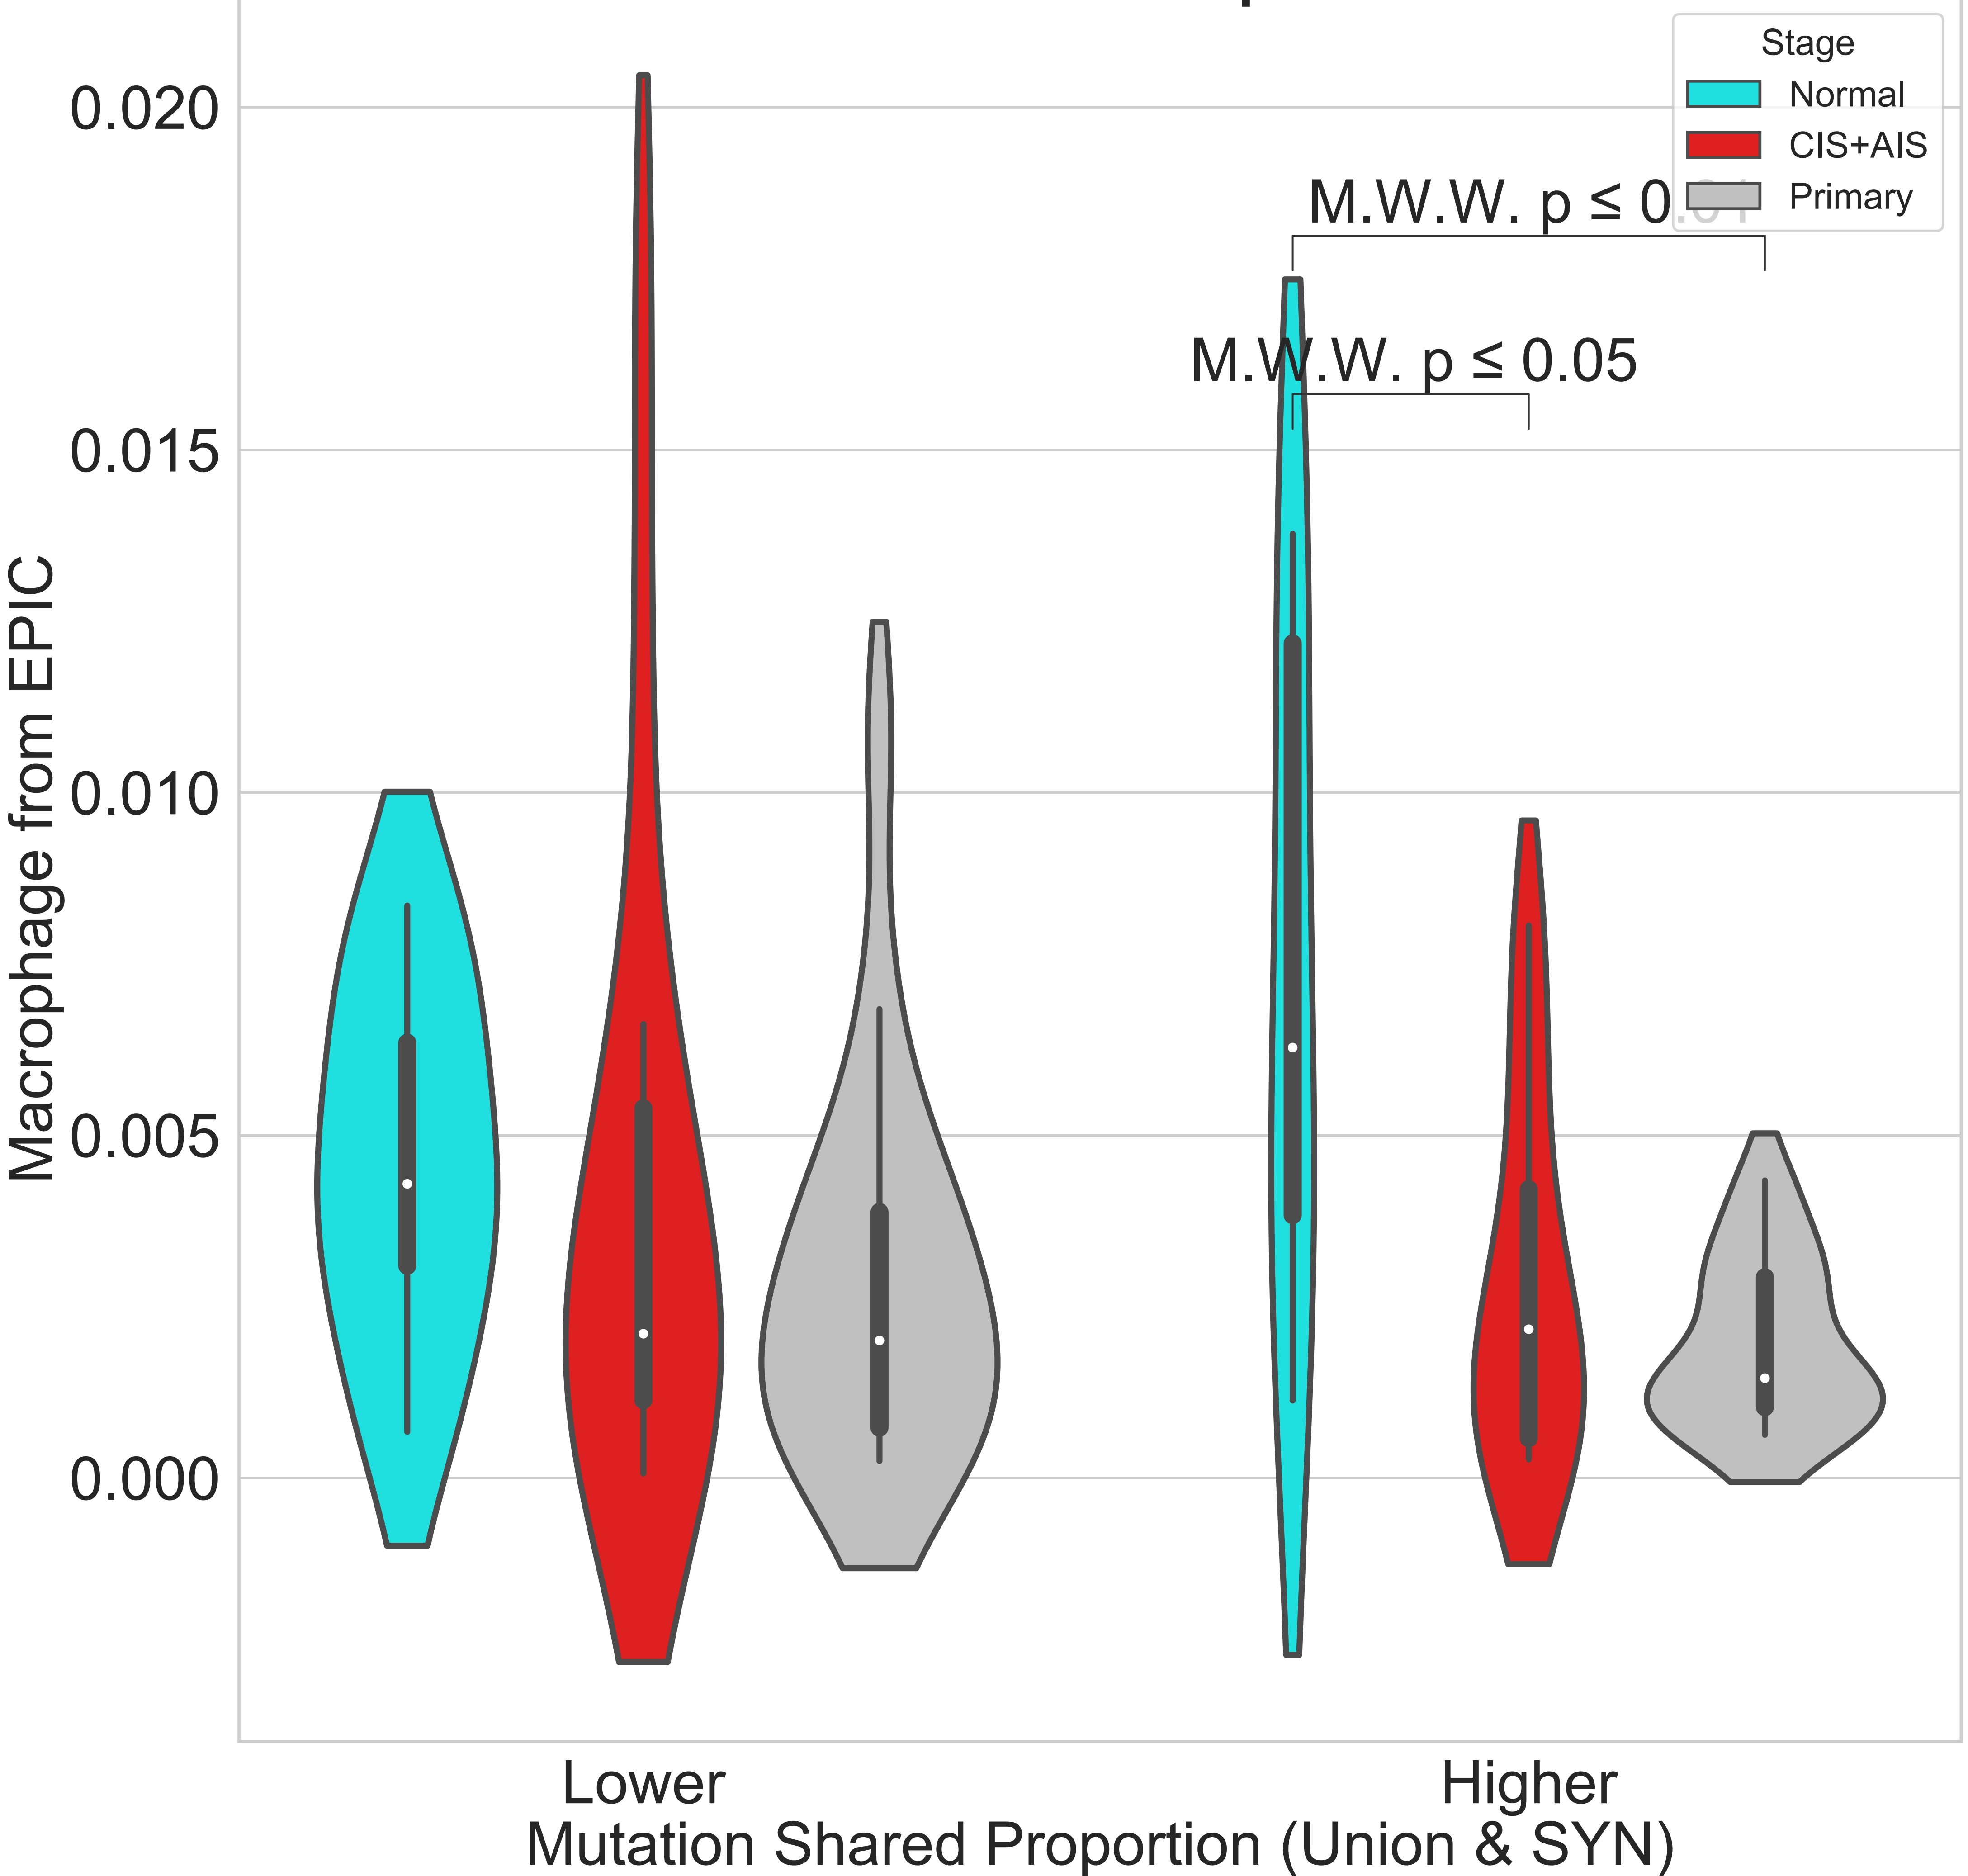 Stage
Normal
CIS+AIS
Primary
M.W.W. p ≤ 0.01
M.W.W. p ≤ 0.05
0.020
0.015
0.010
0.005
0.000
Macrophage from EPIC
Lower
Higher
Mutation Shared Proportion (Union & SYN)